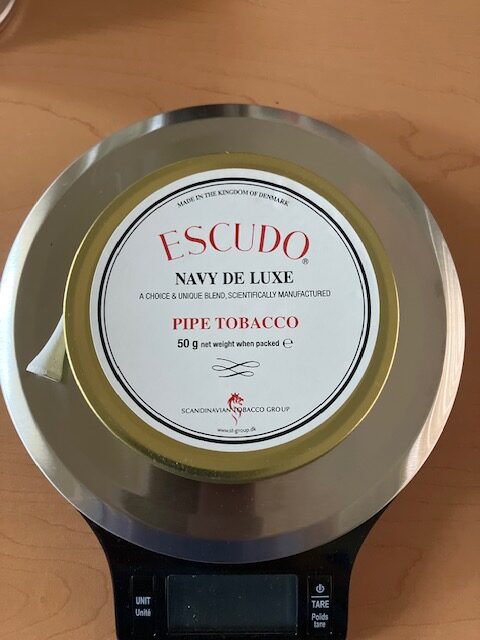 MADE IN THE KINGDOM OF DENMARK
ESCUDO®
NAVY DE LUXE
A CHOICE & UNIQUE BLEND, SCIENTIFICALLY MANUFACTURED
PIPE TOBACCO
50 g net weight when packed ℮
SCANDINAVIAN TOBACCO GROUP
www.st-group.dk
UNIT
Unité
TARE
Poids
tare